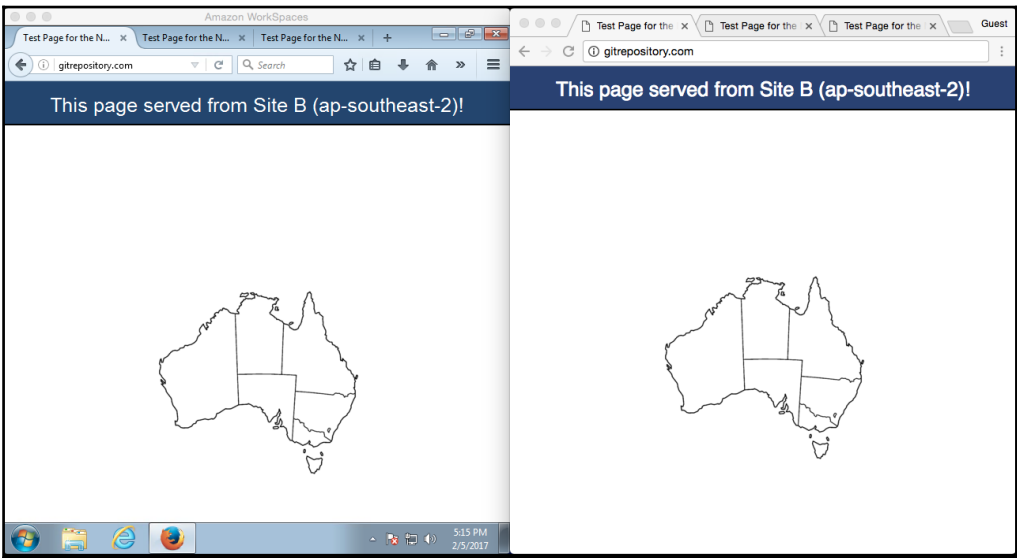 Amazon WorkSpaces
Test Page for the N... × Test Page for the N... × Test Page for the N... × +
gitrepository.com
Search
This page served from Site B (ap-southeast-2)!
5:15 PM
2/5/2017
Test Page for the × Test Page for the × Test Page for the × Guest
gitrepository.com
This page served from Site B (ap-southeast-2)!